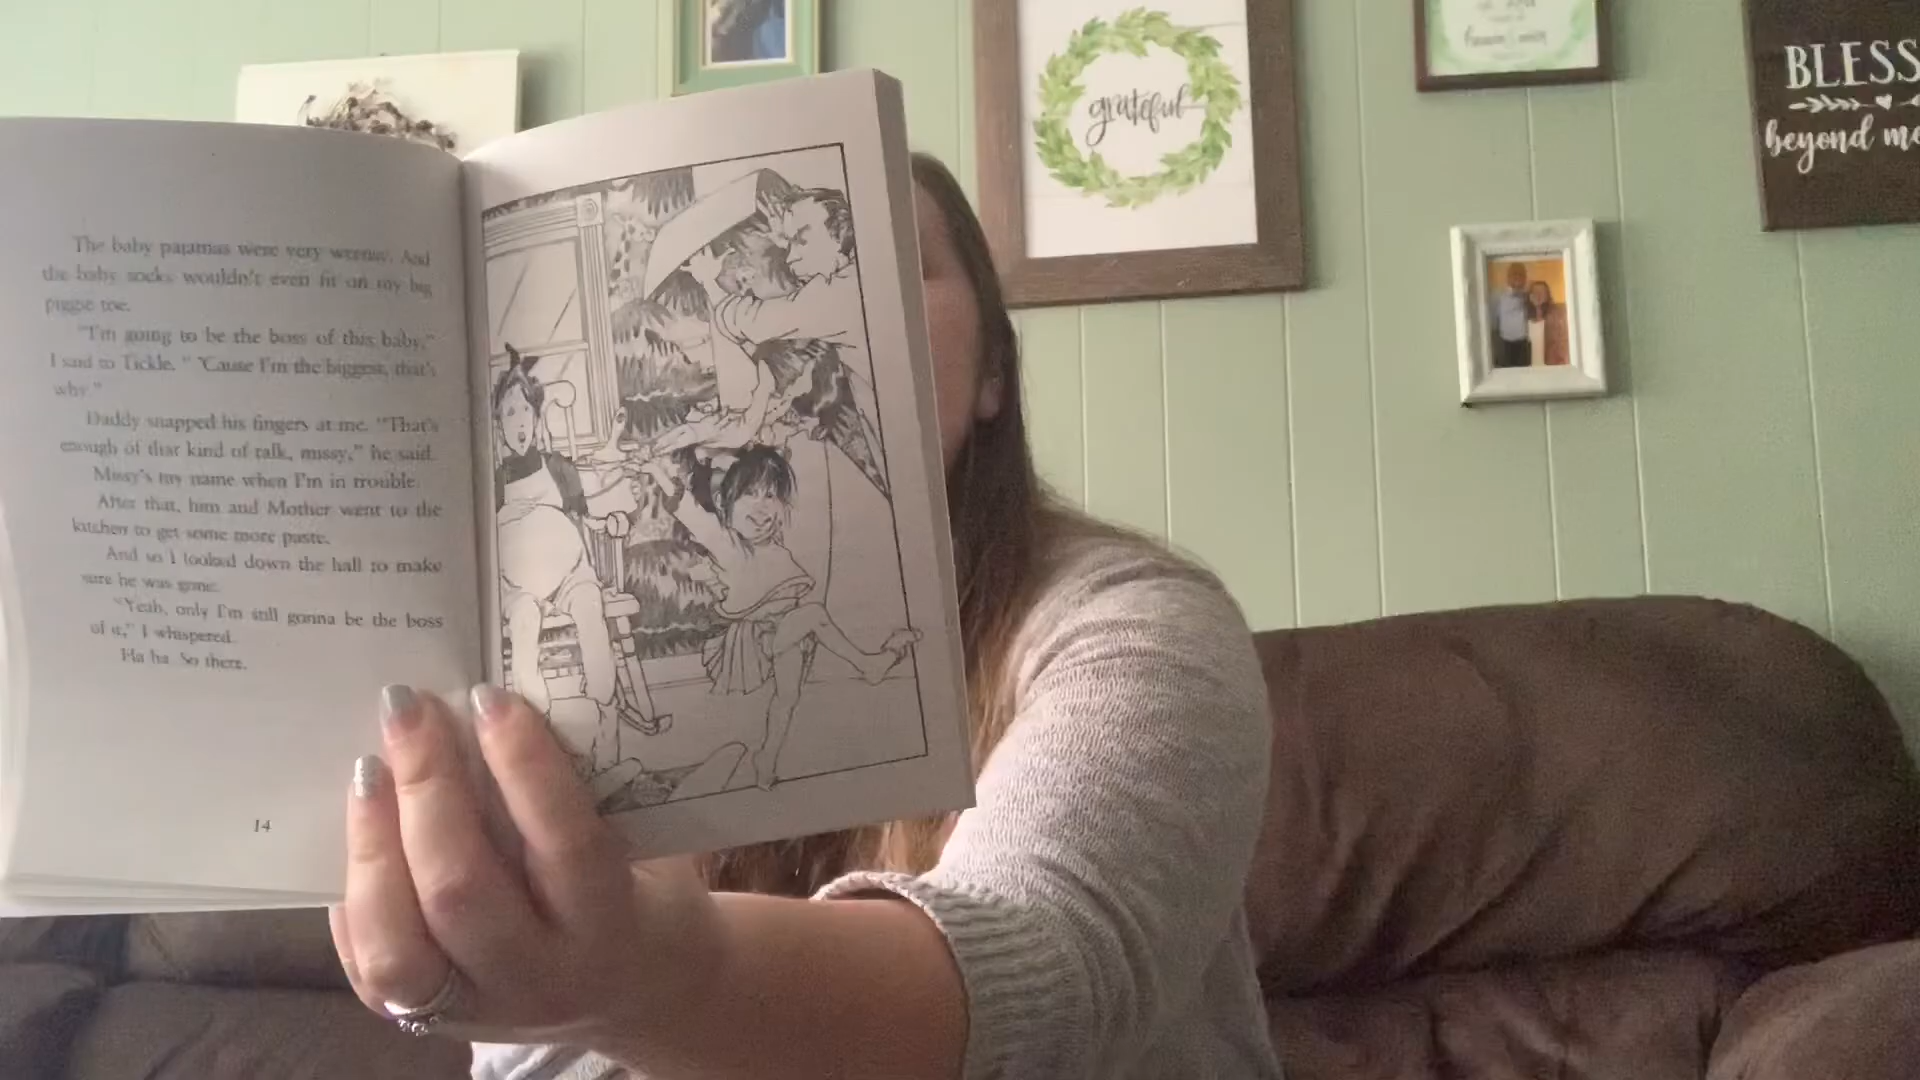 The baby pajamas were very weensy. And
the baby socks wouldn't even fit on my big
piggie toe.
"I'm going to be the boss of this baby,"
I said to Tickle. " 'Cause I'm the biggest, that's
why."
Daddy snapped his fingers at me. "That's
enough of that kind of talk, missy," he said.
Missy's my name when I'm in trouble.
After that, him and Mother went to the
kitchen to get some more paste.
And so I looked down the hall to make
sure he was gone.
"Yeah, only I'm still gonna be the boss
of it," I whispered.
Ha ha. So there.
14
grateful
BLESS
beyond me